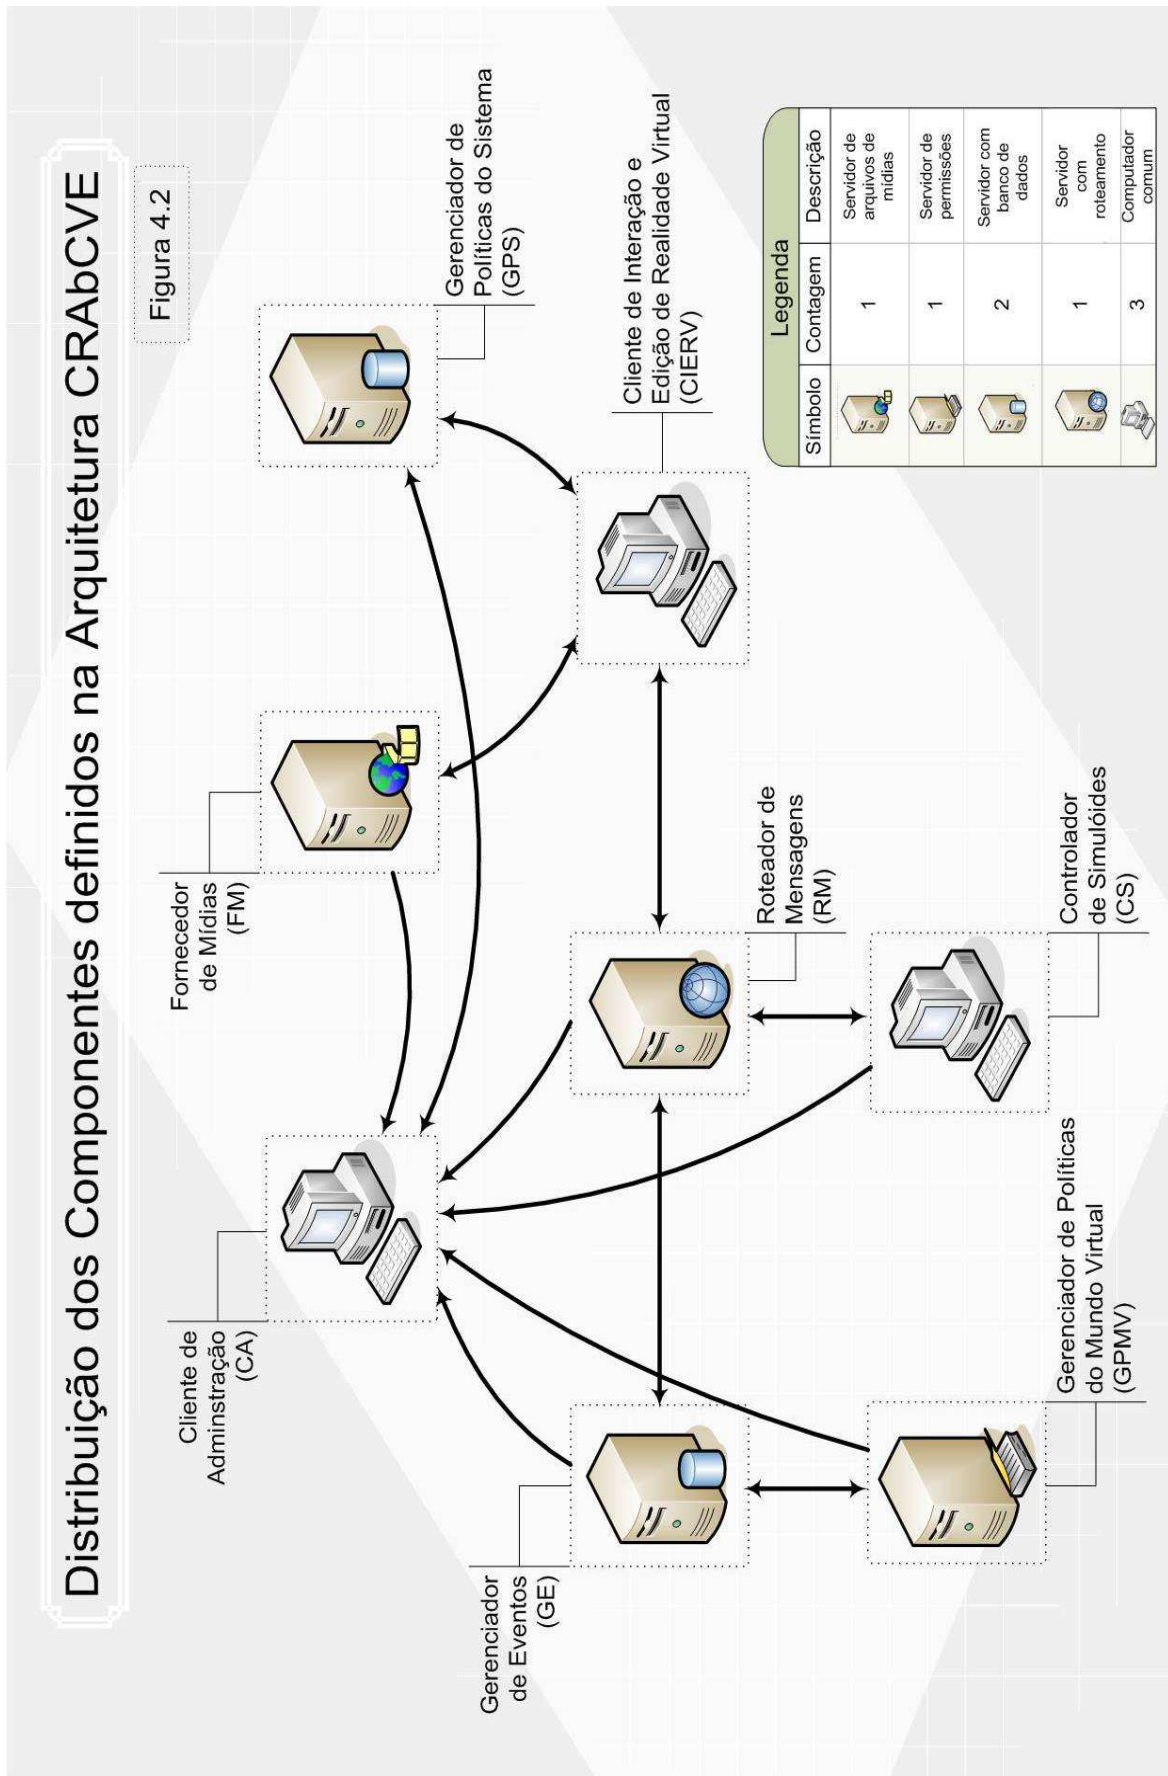 Distribuição dos Componentes definidos na Arquitetura CRAbCVE
Figura 4.2
Cliente de
Adminstração
(CA)
Fornecedor
de Mídias
(FM)
Gerenciador de
Políticas do Sistema
(GPS)
Gerenciador
de Eventos
(GE)
Roteador de
Mensagens
(RM)
Cliente de Interação e
Edição de Realidade Virtual
(CIERV)
Gerenciador de Políticas
do Mundo Virtual
(GPMV)
Controlador
de Simulóides
(CS)
Legenda
Símbolo Contagem Descrição
1 Servidor de
arquivos de
mídias
1 Servidor de
permissões
2 Servidor com
banco de
dados
1 Servidor
com
roteamento
3 Computador
comum